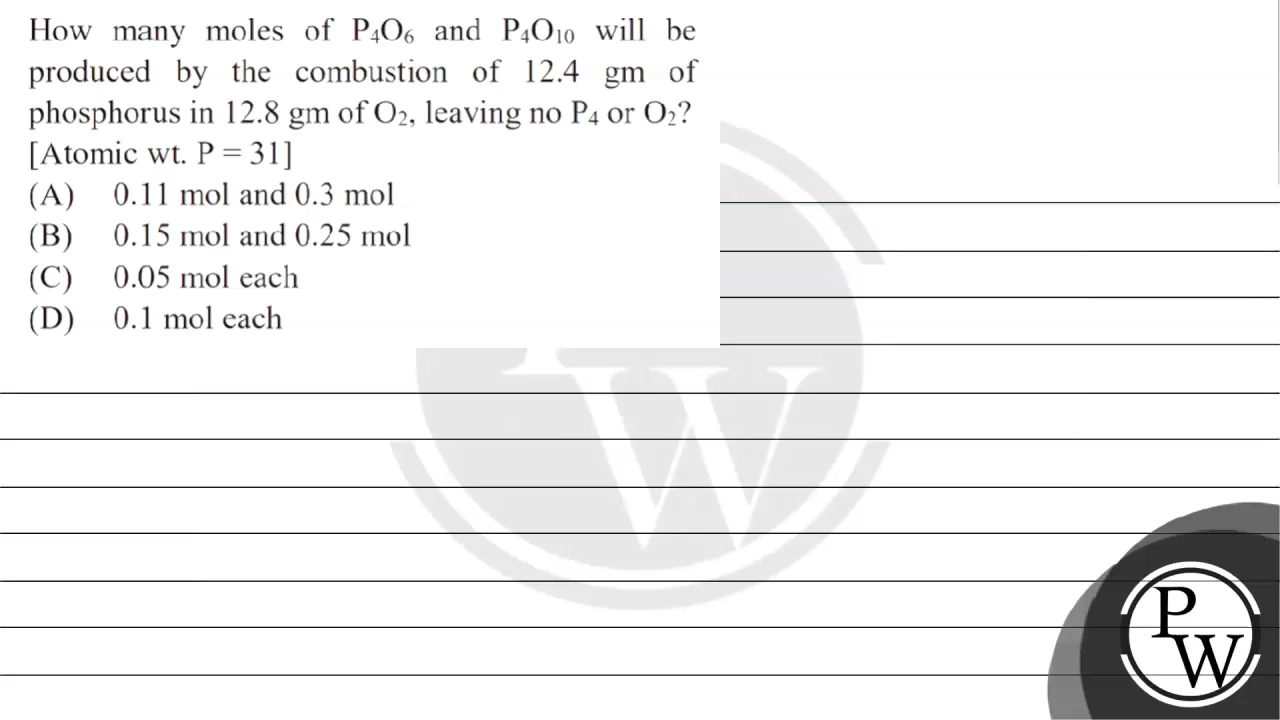 How many moles of P₄O₆ and P₄O₁₀ will be
produced by the combustion of 12.4 gm of
phosphorus in 12.8 gm of O₂, leaving no P₄ or O₂?
[Atomic wt. P = 31]
(A) 0.11 mol and 0.3 mol
(B) 0.15 mol and 0.25 mol
(C) 0.05 mol each
(D) 0.1 mol each
W
P
W